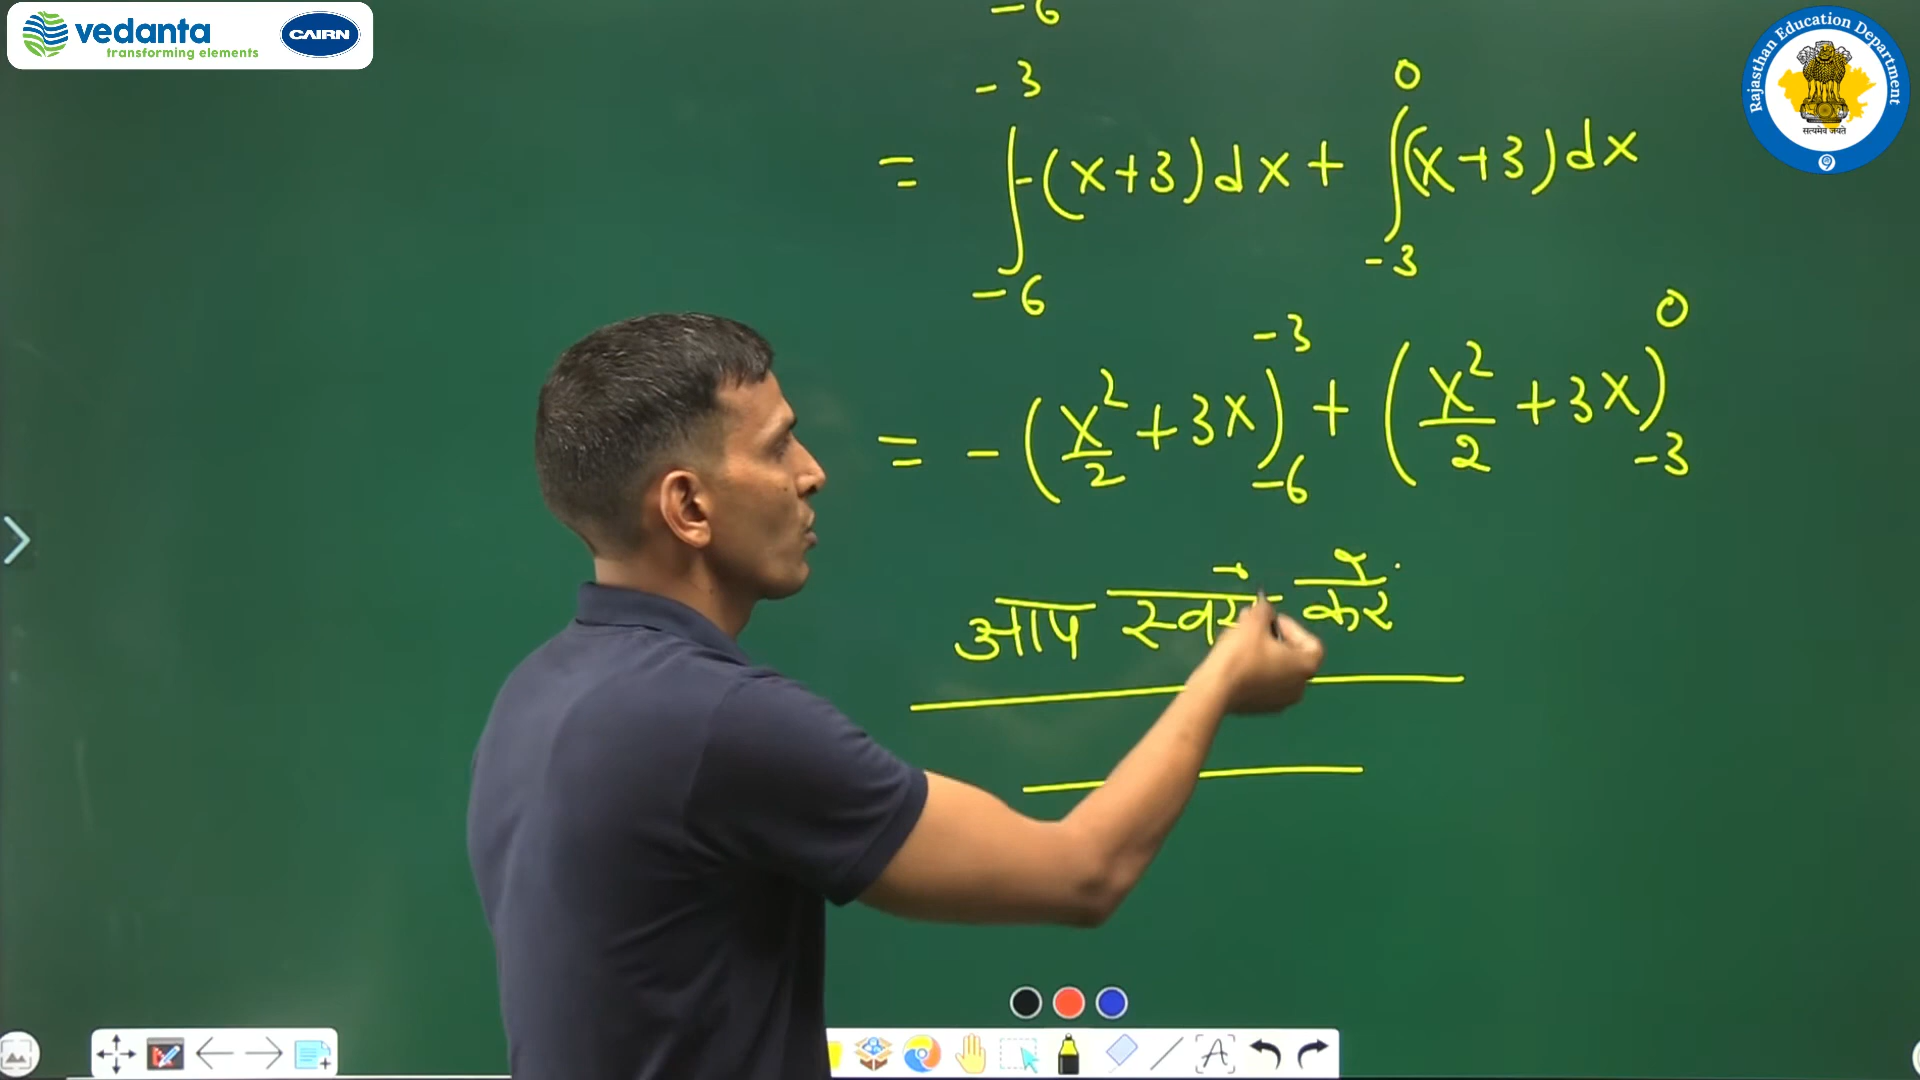 vedanta
transforming elements
CAIRN
Rajasthan Education Department
सत्यमेव जयते
-6
= ∫_{-6}^{-3} -(x+3)dx + ∫_{-3}^{0} (x+3)dx
= -(x²/2 + 3x)_{-6}^{-3} + (x²/2 + 3x)_{-3}^{0}
आप स्वयं करें
A